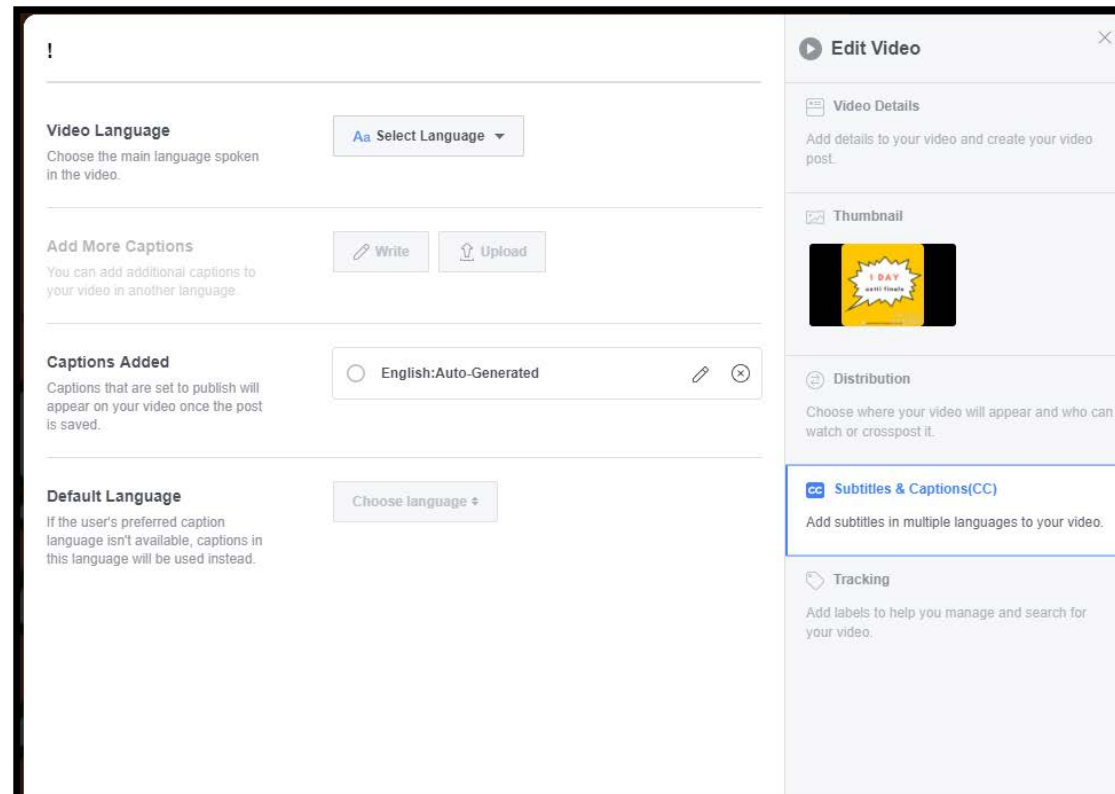 !
Video Language
Choose the main language spoken
in the video.
Aa Select Language
Add More Captions
You can add additional captions to
your video in another language.
Write
Upload
Captions Added
Captions that are set to publish will
appear on your video once the post
is saved.
English:Auto-Generated
Default Language
If the user's preferred caption
language isn't available, captions in
this language will be used instead.
Choose language
Edit Video
Video Details
Add details to your video and create your video
post.
Thumbnail
1 DAY
until finals
Distribution
Choose where your video will appear and who can
watch or crosspost it.
CC Subtitles & Captions(CC)
Add subtitles in multiple languages to your video.
Tracking
Add labels to help you manage and search for
your video.